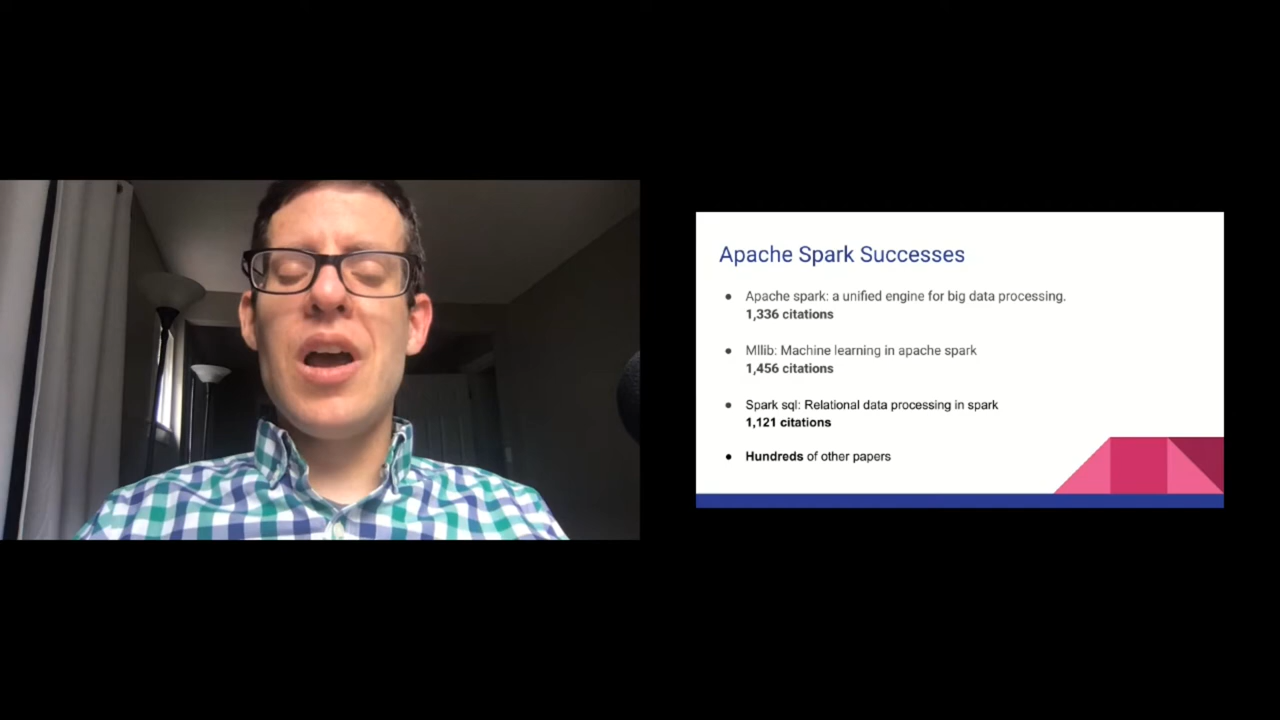 Apache Spark Successes
● Apache spark: a unified engine for big data processing.
1,336 citations
● Mllib: Machine learning in apache spark
1,456 citations
● Spark sql: Relational data processing in spark
1,121 citations
● Hundreds of other papers